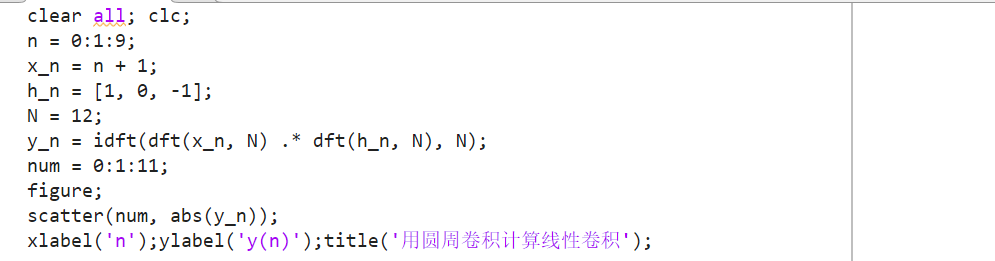 clear all; clc;
n = 0:1:9;
x_n = n + 1;
h_n = [1, 0, -1];
N = 12;
y_n = idft(dft(x_n, N) .* dft(h_n, N), N);
num = 0:1:11;
figure;
scatter(num, abs(y_n));
xlabel('n');ylabel('y(n)');title('用圆周卷积计算线性卷积');